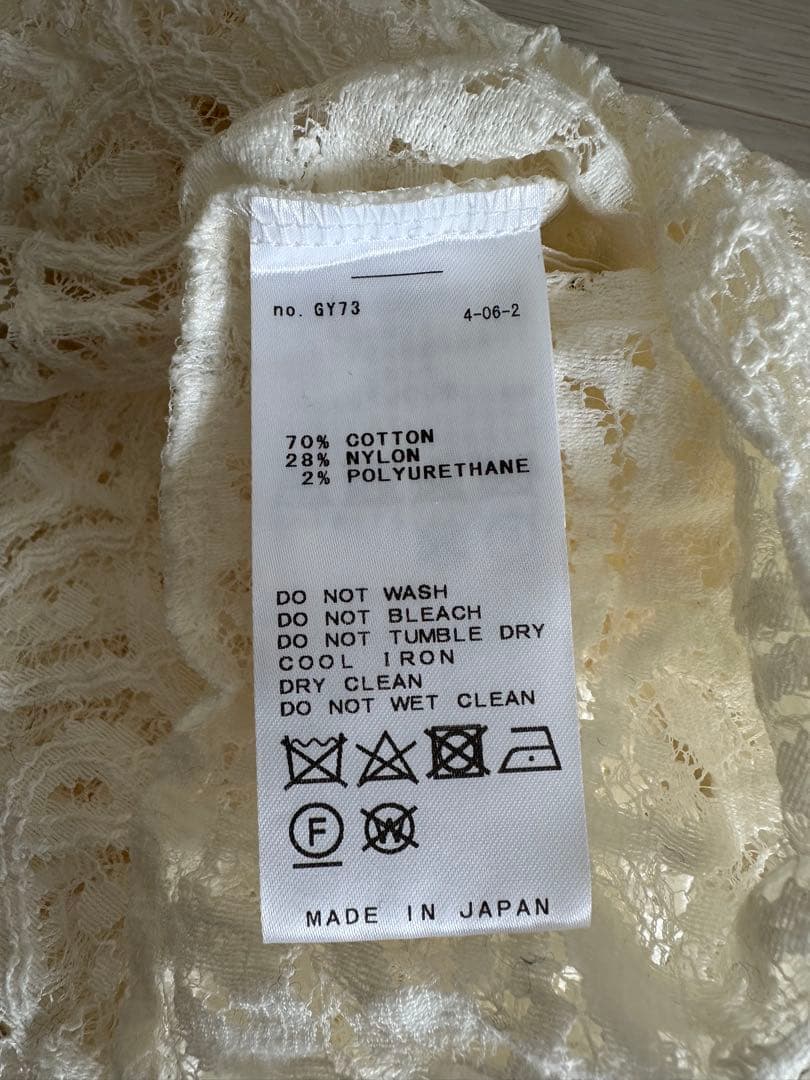 no. GY73 4-06-2
70% COTTON
28% NYLON
2% POLYURETHANE
DO NOT WASH
DO NOT BLEACH
DO NOT TUMBLE DRY
COOL IRON
DRY CLEAN
DO NOT WET CLEAN
F W
MADE IN JAPAN